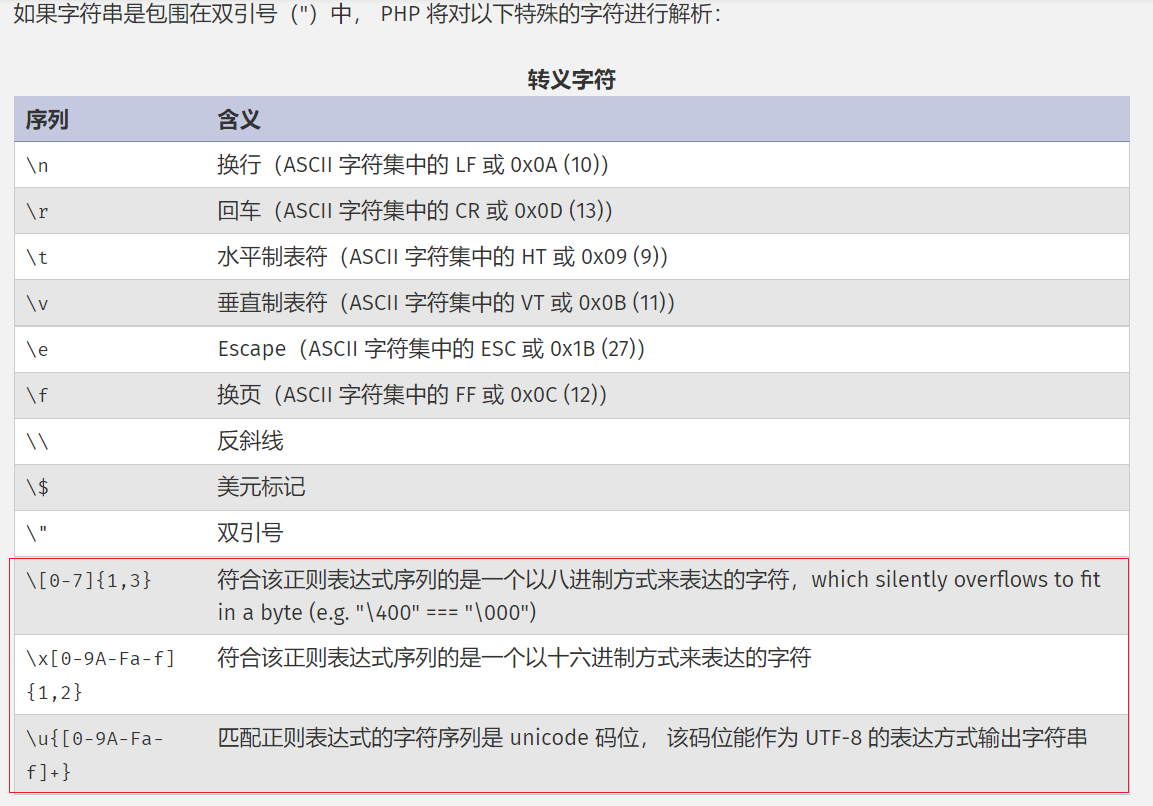 如果字符串是包围在双引号（"）中， PHP 将对以下特殊的字符进行解析：
转义字符
序列 含义
\n 换行（ASCII 字符集中的 LF 或 0x0A (10)）
\r 回车（ASCII 字符集中的 CR 或 0x0D (13)）
\t 水平制表符（ASCII 字符集中的 HT 或 0x09 (9)）
\v 垂直制表符（ASCII 字符集中的 VT 或 0x0B (11)）
\e Escape（ASCII 字符集中的 ESC 或 0x1B (27)）
\f 换页（ASCII 字符集中的 FF 或 0x0C (12)）
\\ 反斜线
\$ 美元标记
\" 双引号
\[0-7]{1,3} 符合该正则表达式序列的是一个以八进制方式来表达的字符，which silently overflows to fit
in a byte (e.g. "\400" === "\000")
\x[0-9A-Fa-f] 符合该正则表达式序列的是一个以十六进制方式来表达的字符
{1,2}
\u{[0-9A-Fa- 匹配正则表达式的字符序列是 unicode 码位， 该码位能作为 UTF-8 的表达方式输出字符串
f]+}